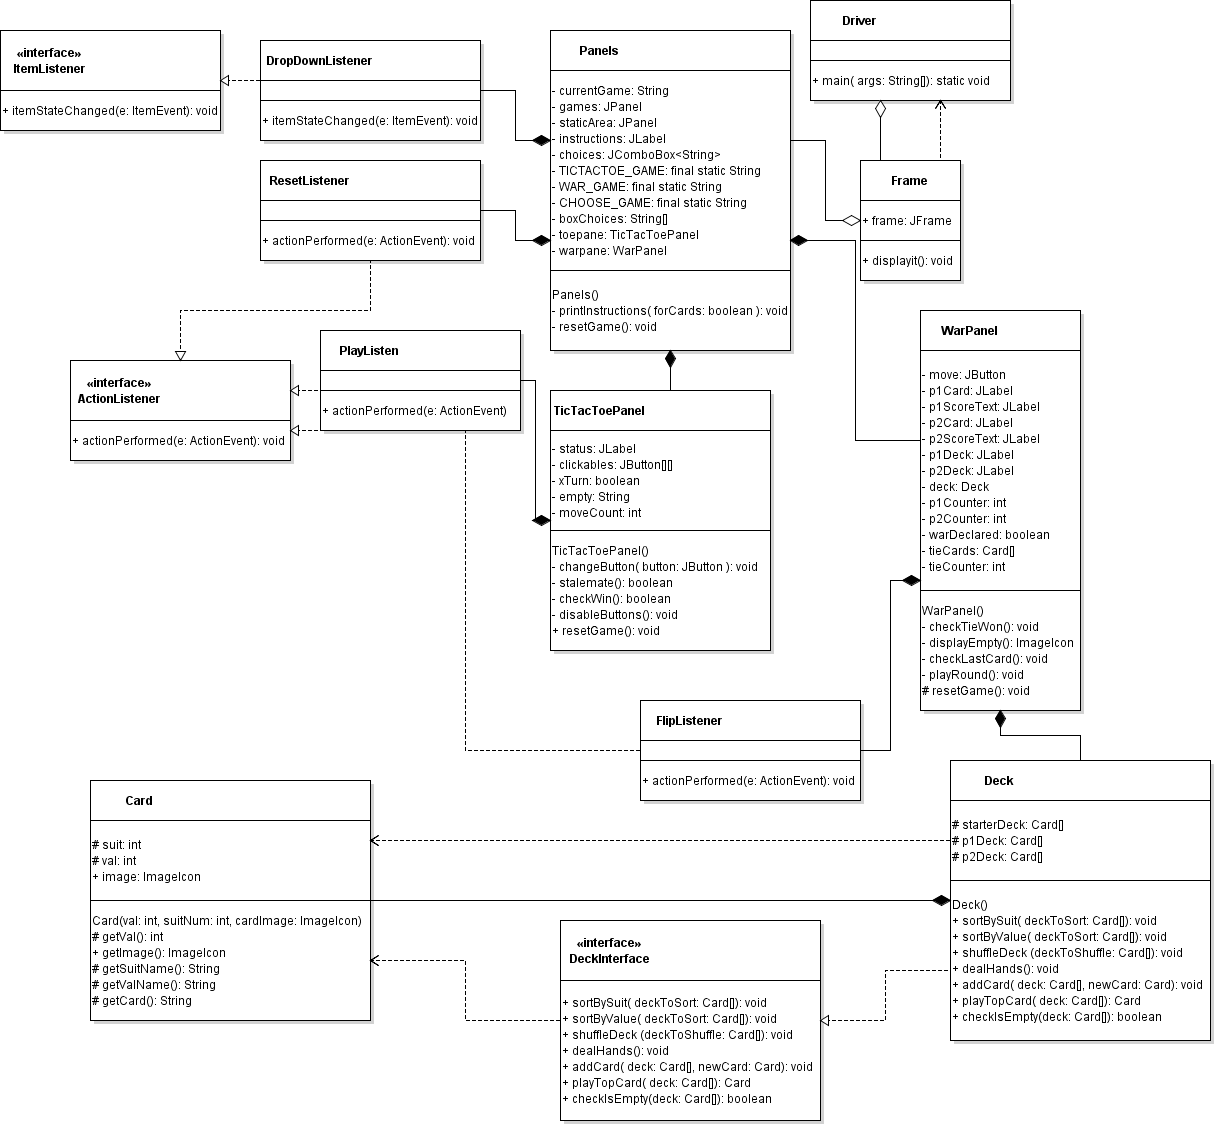 Driver
+ main( args: String[]): static void
«interface»
ItemListener
+ itemStateChanged(e: ItemEvent): void
DropDownListener
+ itemStateChanged(e: ItemEvent): void
Panels
- currentGame: String
- games: JPanel
- staticArea: JPanel
- instructions: JLabel
- choices: JComboBox<String>
- TICTACTOE_GAME: final static String
- WAR_GAME: final static String
- CHOOSE_GAME: final static String
- boxChoices: String[]
- toepane: TicTacToePanel
- warpane: WarPanel
Panels()
- printInstructions( forCards: boolean ): void
- resetGame(): void
ResetListener
+ actionPerformed(e: ActionEvent): void
Frame
+ frame: JFrame
+ displayit(): void
«interface»
ActionListener
+ actionPerformed(e: ActionEvent): void
PlayListen
+ actionPerformed(e: ActionEvent)
TicTacToePanel
- status: JLabel
- clickables: JButton[][]
- xTurn: boolean
- empty: String
- moveCount: int
TicTacToePanel()
- changeButton( button: JButton ): void
- stalemate(): boolean
- checkWin(): boolean
- disableButtons(): void
+ resetGame(): void
WarPanel
- move: JButton
- p1Card: JLabel
- p1ScoreText: JLabel
- p2Card: JLabel
- p2ScoreText: JLabel
- p1Deck: JLabel
- p2Deck: JLabel
- deck: Deck
- p1Counter: int
- p2Counter: int
- warDeclared: boolean
- tieCards: Card[]
- tieCounter: int
WarPanel()
- checkTieWon(): void
- displayEmpty(): ImageIcon
- checkLastCard(): void
- playRound(): void
# resetGame(): void
FlipListener
+ actionPerformed(e: ActionEvent): void
Card
# suit: int
# val: int
+ image: ImageIcon
Card(val: int, suitNum: int, cardImage: ImageIcon)
# getVal(): int
+ getImage(): ImageIcon
# getSuitName(): String
# getValName(): String
# getCard(): String
Deck
# starterDeck: Card[]
# p1Deck: Card[]
# p2Deck: Card[]
Deck()
+ sortBySuit( deckToSort: Card[]): void
+ sortByValue( deckToSort: Card[]): void
+ shuffleDeck (deckToShuffle: Card[]): void
+ dealHands(): void
+ addCard( deck: Card[], newCard: Card): void
+ playTopCard( deck: Card[]): Card
+ checkIsEmpty(deck: Card[]): boolean
«interface»
DeckInterface
+ sortBySuit( deckToSort: Card[]): void
+ sortByValue( deckToSort: Card[]): void
+ shuffleDeck (deckToShuffle: Card[]): void
+ dealHands(): void
+ addCard( deck: Card[], newCard: Card): void
+ playTopCard( deck: Card[]): Card
+ checkIsEmpty(deck: Card[]): boolean